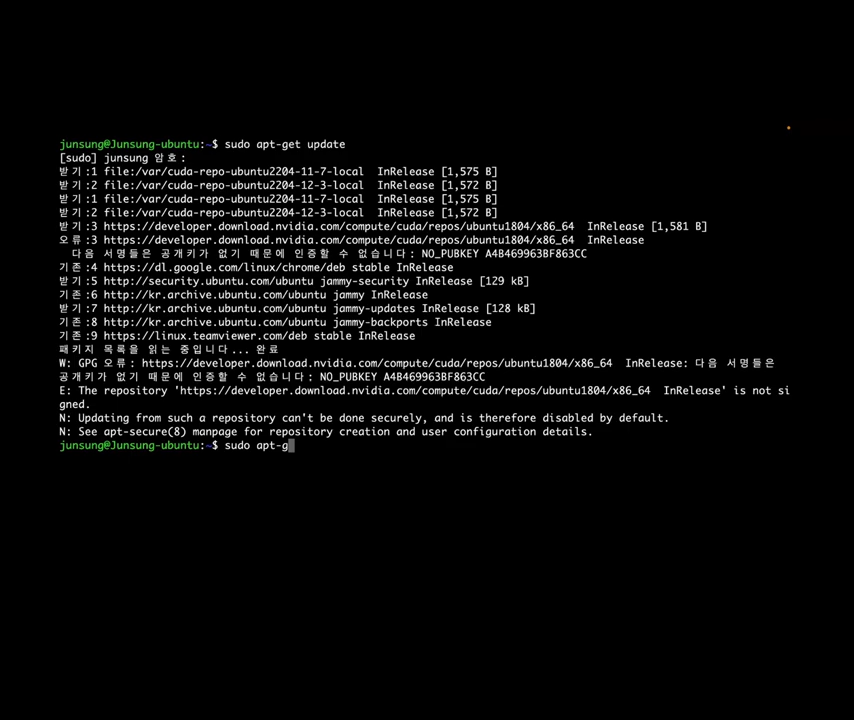 junsung@Junsung-ubuntu:~$ sudo apt-get update
[sudo] junsung 암호:
받기:1 file:/var/cuda-repo-ubuntu2204-11-7-local  InRelease [1,575 B]
받기:2 file:/var/cuda-repo-ubuntu2204-12-3-local  InRelease [1,572 B]
받기:1 file:/var/cuda-repo-ubuntu2204-11-7-local  InRelease [1,575 B]
받기:2 file:/var/cuda-repo-ubuntu2204-12-3-local  InRelease [1,572 B]
받기:3 https://developer.download.nvidia.com/compute/cuda/repos/ubuntu1804/x86_64  InRelease [1,581 B]
오류:3 https://developer.download.nvidia.com/compute/cuda/repos/ubuntu1804/x86_64  InRelease
다음 서명들은 공개키가 없기 때문에 인증할 수 없습니다: NO_PUBKEY A4B469963BF863CC
기존:4 https://dl.google.com/linux/chrome/deb stable InRelease
받기:5 http://security.ubuntu.com/ubuntu jammy-security InRelease [129 kB]
기존:6 http://kr.archive.ubuntu.com/ubuntu jammy InRelease
받기:7 http://kr.archive.ubuntu.com/ubuntu jammy-updates InRelease [128 kB]
기존:8 http://kr.archive.ubuntu.com/ubuntu jammy-backports InRelease
기존:9 https://linux.teamviewer.com/deb stable InRelease
패키지 목록을 읽는 중입니다... 완료
W: GPG 오류: https://developer.download.nvidia.com/compute/cuda/repos/ubuntu1804/x86_64  InRelease: 다음 서명들은
공개키가 없기 때문에 인증할 수 없습니다: NO_PUBKEY A4B469963BF863CC
E: The repository 'https://developer.download.nvidia.com/compute/cuda/repos/ubuntu1804/x86_64  InRelease' is not si
gned.
N: Updating from such a repository can't be done securely, and is therefore disabled by default.
N: See apt-secure(8) manpage for repository creation and user configuration details.
junsung@Junsung-ubuntu:~$ sudo apt-g